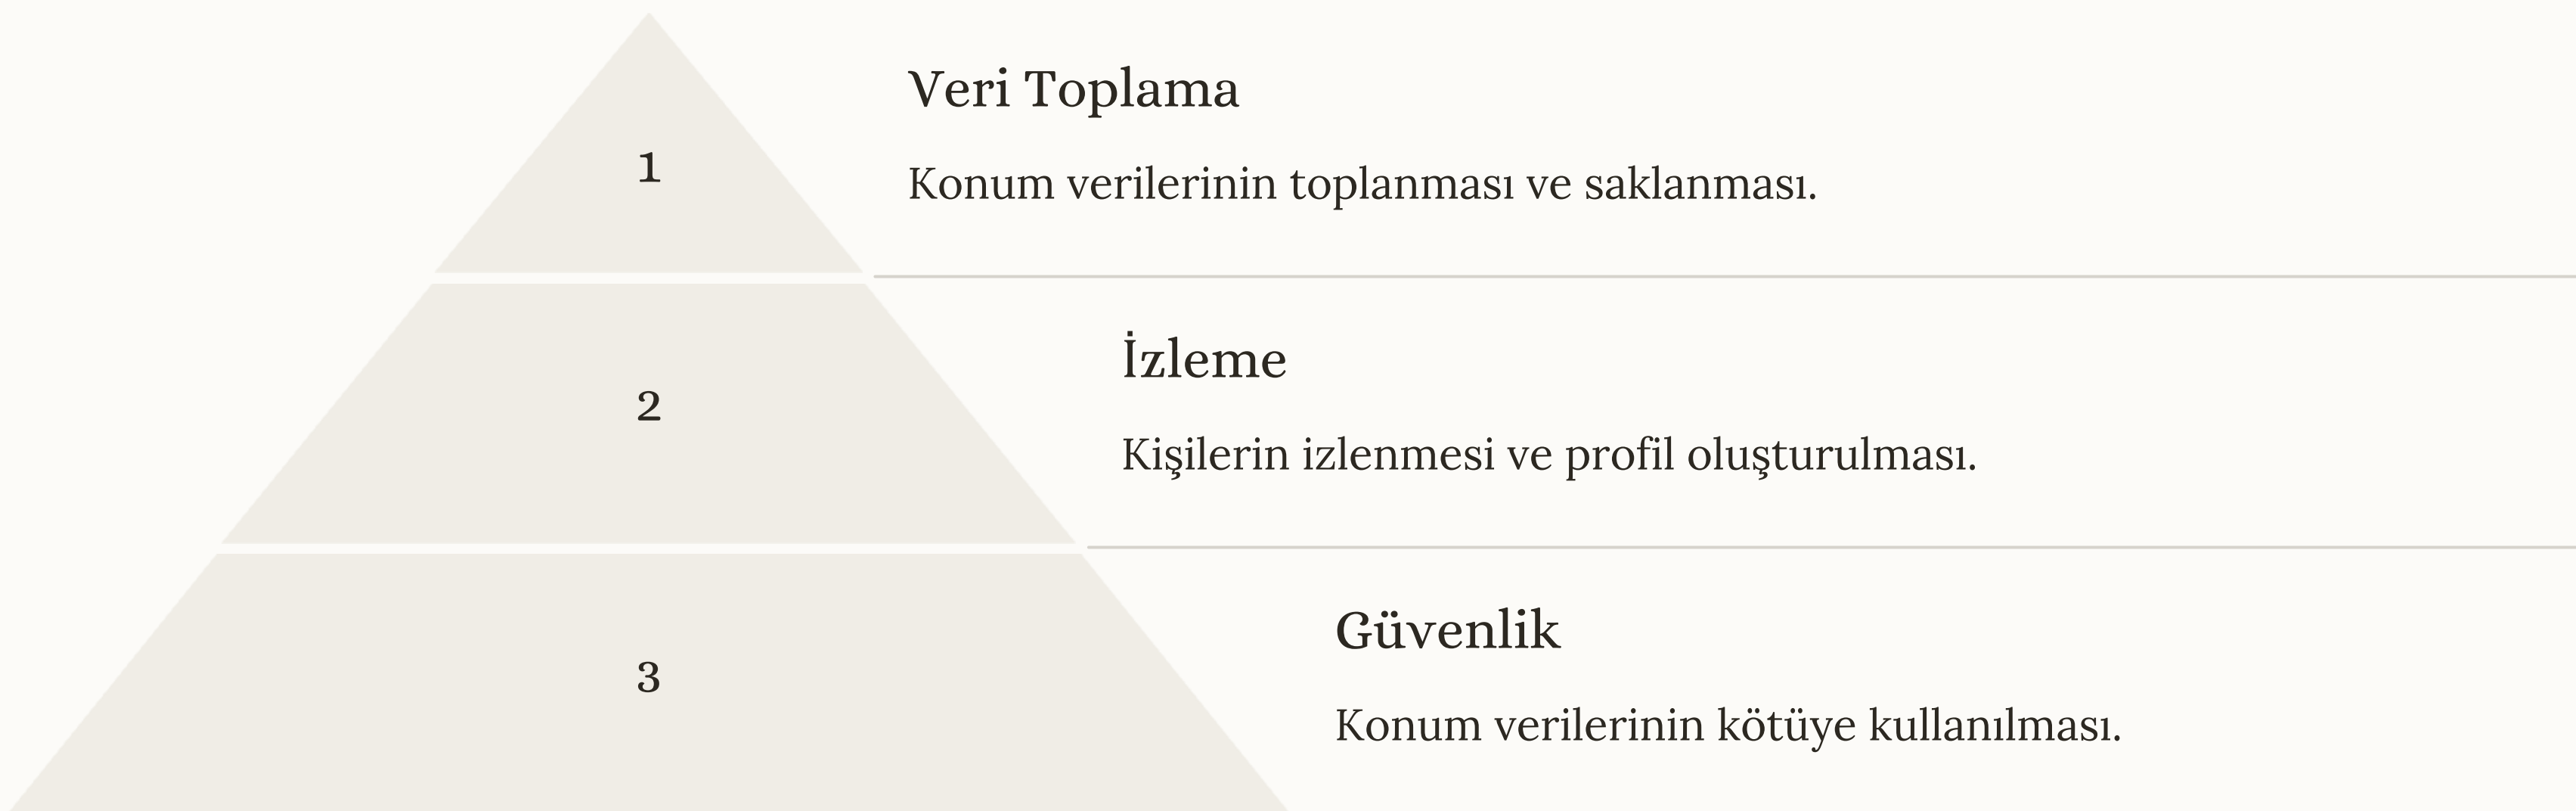 1
Veri Toplama
Konum verilerinin toplanması ve saklanması.
2
İzleme
Kişilerin izlenmesi ve profil oluşturulması.
3
Güvenlik
Konum verilerinin kötüye kullanılması.